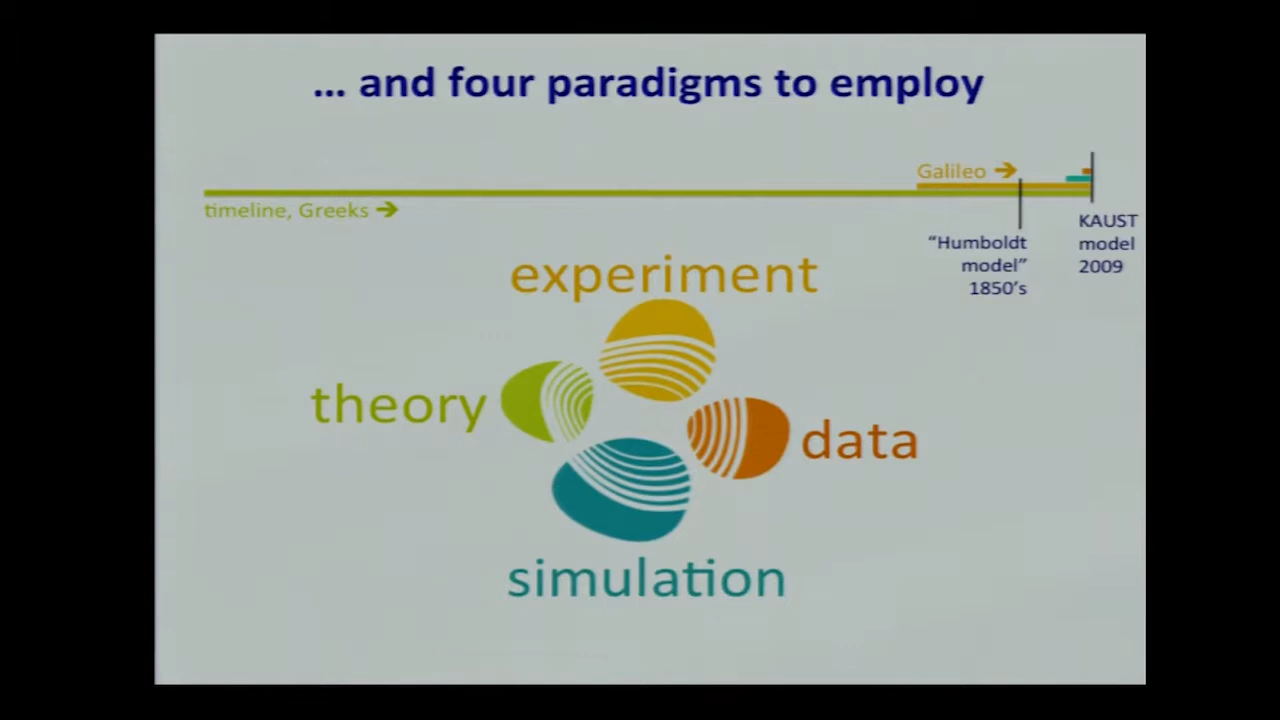 ... and four paradigms to employ
Galileo →
timeline, Greeks →
“Humboldt
model”
1850’s
KAUST
model
2009
experiment
theory
data
simulation